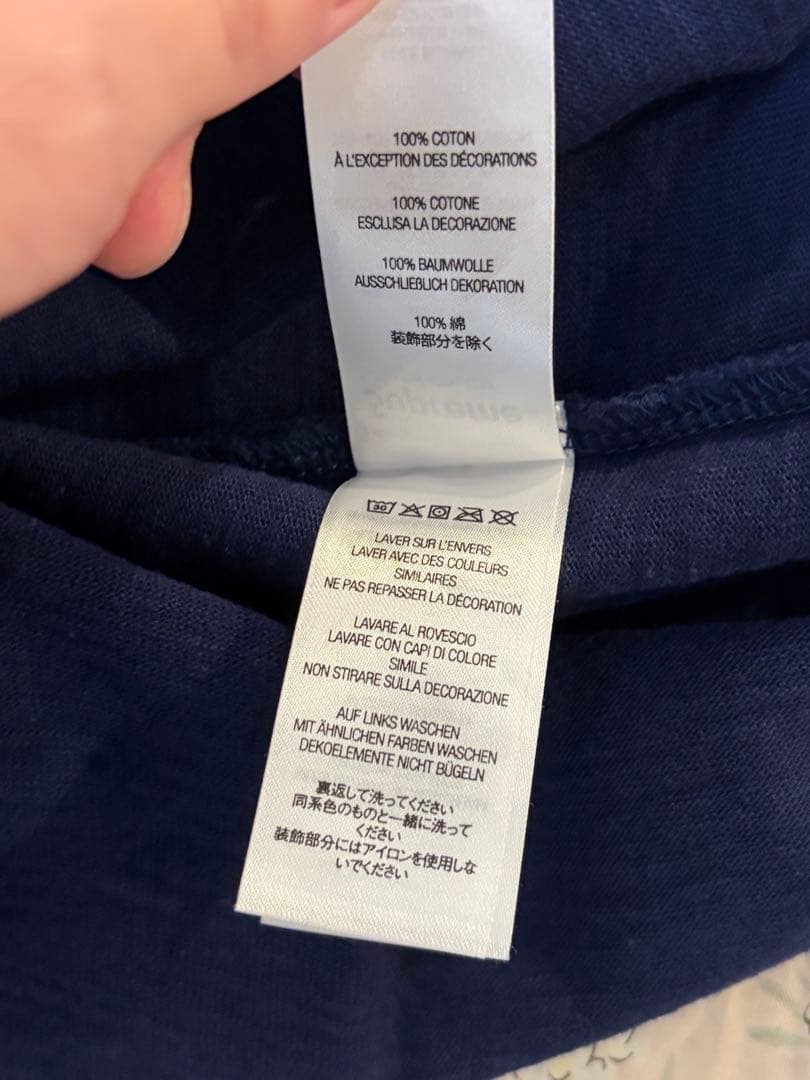 100% COTON
À L'EXCEPTION DES DÉCORATIONS
100% COTONE
ESCLUSA LA DECORAZIONE
100% BAUMWOLLE
AUSSCHLIEßLICH DEKORATION
100% 綿
装飾部分を除く
Supreme
30
LAVER SUR L'ENVERS
LAVER AVEC DES COULEURS
SIMILAIRES
NE PAS REPASSER LA DÉCORATION
LAVARE AL ROVESCIO
LAVARE CON CAPI DI COLORE
SIMILE
NON STIRARE SULLA DECORAZIONE
AUF LINKS WASCHEN
MIT ÄHNLICHEN FARBEN WASCHEN
DEKOELEMENTE NICHT BÜGELN
裏返して洗ってください
同系色のものと一緒に洗って
ください
装飾部分にはアイロンを使用しな
いでください